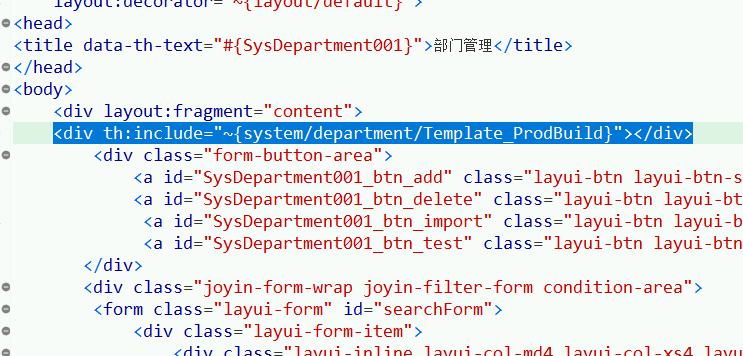 layout:decorator="~{layout/default}">
<head>
<title data-th-text="#{SysDepartment001}">部门管理</title>
</head>
<body>
<div layout:fragment="content">
<div th:include="~{system/department/Template_ProdBuild}"></div>
<div class="form-button-area">
<a id="SysDepartment001_btn_add" class="layui-btn layui-btn-s
<a id="SysDepartment001_btn_delete" class="layui-btn layui-bt
<a id="SysDepartment001_btn_import" class="layui-btn layui-b
<a id="SysDepartment001_btn_test" class="layui-btn layui-btn
</div>
<div class="joyin-form-wrap joyin-filter-form condition-area">
<form class="layui-form" id="searchForm">
<div class="layui-form-item">
<div class="layui-inline layui-col-md4 layui-col-xs4 layui